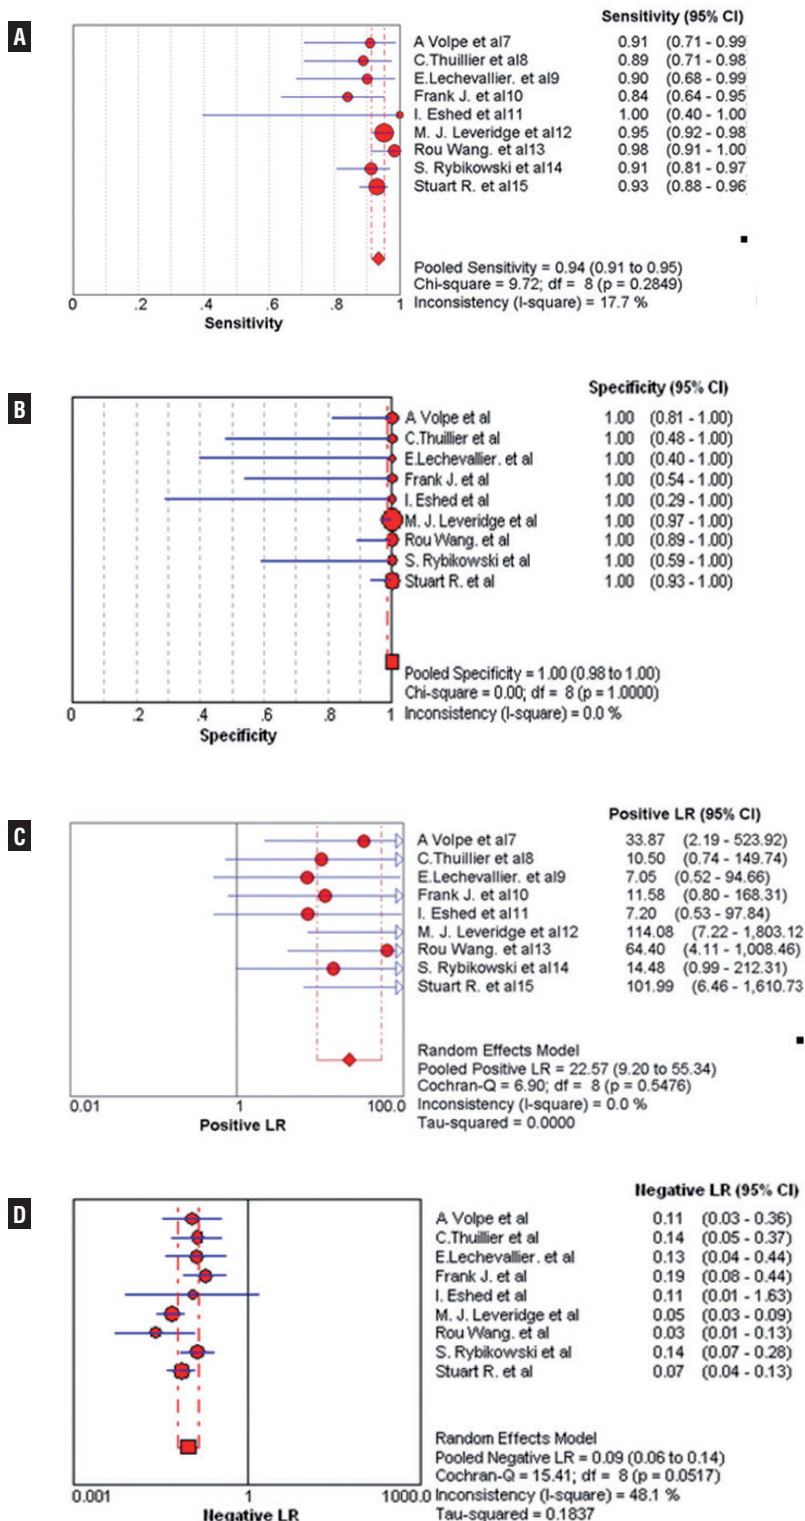 A
Sensitivity (95% CI)
A Volpe et al7 0.91 (0.71 - 0.99
C.Thuillier et al8 0.89 (0.71 - 0.98
E.Lechevallier. et al9 0.90 (0.68 - 0.99
Frank J. et al10 0.84 (0.64 - 0.95
I. Eshed et al11 1.00 (0.40 - 1.00
M. J. Leveridge et al12 0.95 (0.92 - 0.98
Rou Wang. et al13 0.98 (0.91 - 1.00
S. Rybikowski et al14 0.91 (0.81 - 0.97
Stuart R. et al15 0.93 (0.88 - 0.96
Pooled Sensitivity = 0.94 (0.91 to 0.95)
Chi-square = 9.72; df = 8 (p = 0.2849)
Inconsistency (I-square) = 17.7 %
0 .2 .4 .6 .8 1
Sensitivity
B
Specificity (95% CI)
A Volpe et al 1.00 (0.81 - 1.00)
C.Thuillier et al 1.00 (0.48 - 1.00)
E.Lechevallier. et al 1.00 (0.40 - 1.00)
Frank J. et al 1.00 (0.54 - 1.00)
I. Eshed et al 1.00 (0.29 - 1.00)
M. J. Leveridge et al 1.00 (0.97 - 1.00)
Rou Wang. et al 1.00 (0.89 - 1.00)
S. Rybikowski et al 1.00 (0.59 - 1.00)
Stuart R. et al 1.00 (0.93 - 1.00)
Pooled Specificity = 1.00 (0.98 to 1.00)
Chi-square = 0.00; df = 8 (p = 1.0000)
Inconsistency (I-square) = 0.0 %
0 .2 .4 .6 .8 1
Specificity
C
Positive LR (95% CI)
A Volpe et al7 33.87 (2.19 - 523.92)
C.Thuillier et al8 10.50 (0.74 - 149.74)
E.Lechevallier. et al9 7.05 (0.52 - 94.66)
Frank J. et al10 11.58 (0.80 - 168.31)
I. Eshed et al11 7.20 (0.53 - 97.84)
M. J. Leveridge et al12 114.08 (7.22 - 1,803.12
Rou Wang. et al13 64.40 (4.11 - 1,008.46)
S. Rybikowski et al14 14.48 (0.99 - 212.31)
Stuart R. et al15 101.99 (6.46 - 1,610.73
Random Effects Model
Pooled Positive LR = 22.57 (9.20 to 55.34)
Cochran-Q = 6.90; df = 8 (p = 0.5476)
Inconsistency (I-square) = 0.0 %
Tau-squared = 0.0000
0.01 1 100.0
Positive LR
D
Negative LR (95% CI)
A Volpe et al 0.11 (0.03 - 0.36)
C.Thuillier et al 0.14 (0.05 - 0.37)
E.Lechevallier. et al 0.13 (0.04 - 0.44)
Frank J. et al 0.19 (0.08 - 0.44)
I. Eshed et al 0.11 (0.01 - 1.63)
M. J. Leveridge et al 0.05 (0.03 - 0.09)
Rou Wang. et al 0.03 (0.01 - 0.13)
S. Rybikowski et al 0.14 (0.07 - 0.28)
Stuart R. et al 0.07 (0.04 - 0.13)
Random Effects Model
Pooled Negative LR = 0.09 (0.06 to 0.14)
Cochran-Q = 15.41; df = 8 (p = 0.0517)
Inconsistency (I-square) = 48.1 %
Tau-squared = 0.1837
0.001 1 1000.0
Negative LR